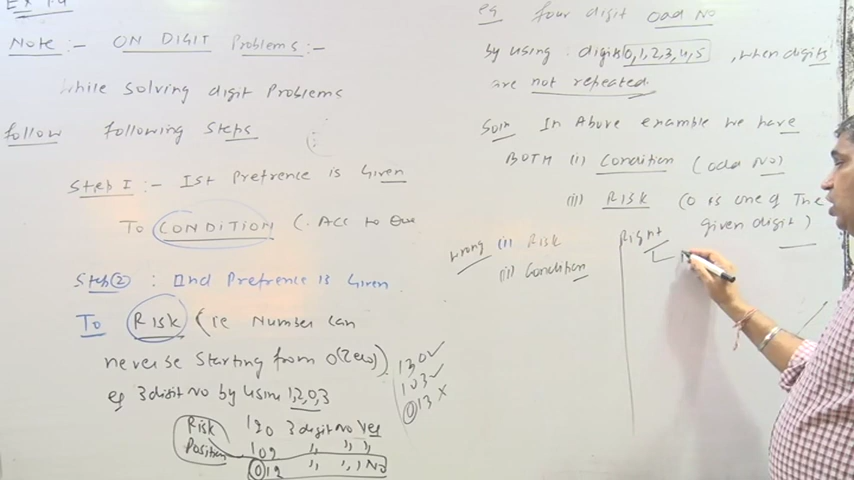 Ex 1.4
Note :- ON DIGIT Problems :-
While Solving digit Problems
follow following Steps
Step I :- Ist Prefrence is Given
To CONDITION (. Acc to Que
Step ② : IInd Preference is Given
To Risk (ie Number can
neverse Starting from 0(Zero))
eg 3 digit No by using 1,2,0,3
Risk
Position
120 3 digit No Yes
102 ,, ,, ,,
012 ,, ,, No
130 ✓
103 ✓
013 ×
eg four digit Odd No
by using digits 0,1,2,3,4,5 , when digits
are not repeated.
Soln In Above example we have
BOTH (i) Condition (odd No)
(ii) RISK (0 is one of The
given digit)
wrong (i) Risk
(ii) Condition
Right